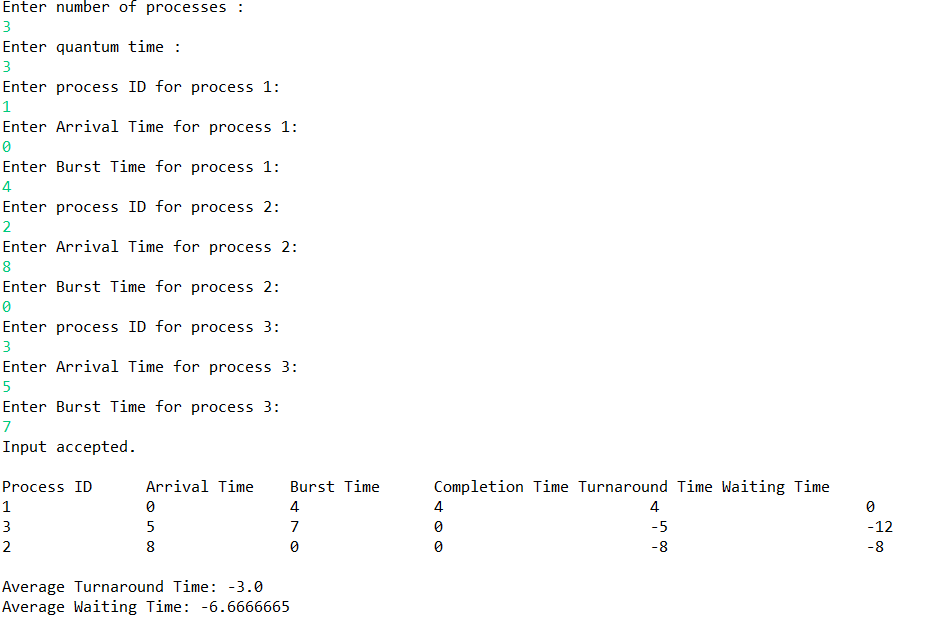 Enter number of processes :
3
Enter quantum time :
3
Enter process ID for process 1:
1
Enter Arrival Time for process 1:
0
Enter Burst Time for process 1:
4
Enter process ID for process 2:
2
Enter Arrival Time for process 2:
8
Enter Burst Time for process 2:
0
Enter process ID for process 3:
3
Enter Arrival Time for process 3:
5
Enter Burst Time for process 3:
7
Input accepted.
Process ID Arrival Time Burst Time Completion Time Turnaround Time Waiting Time
1 0 4 4 4 0
3 5 7 0 -5 -12
2 8 0 0 -8 -8
Average Turnaround Time: -3.0
Average Waiting Time: -6.6666665